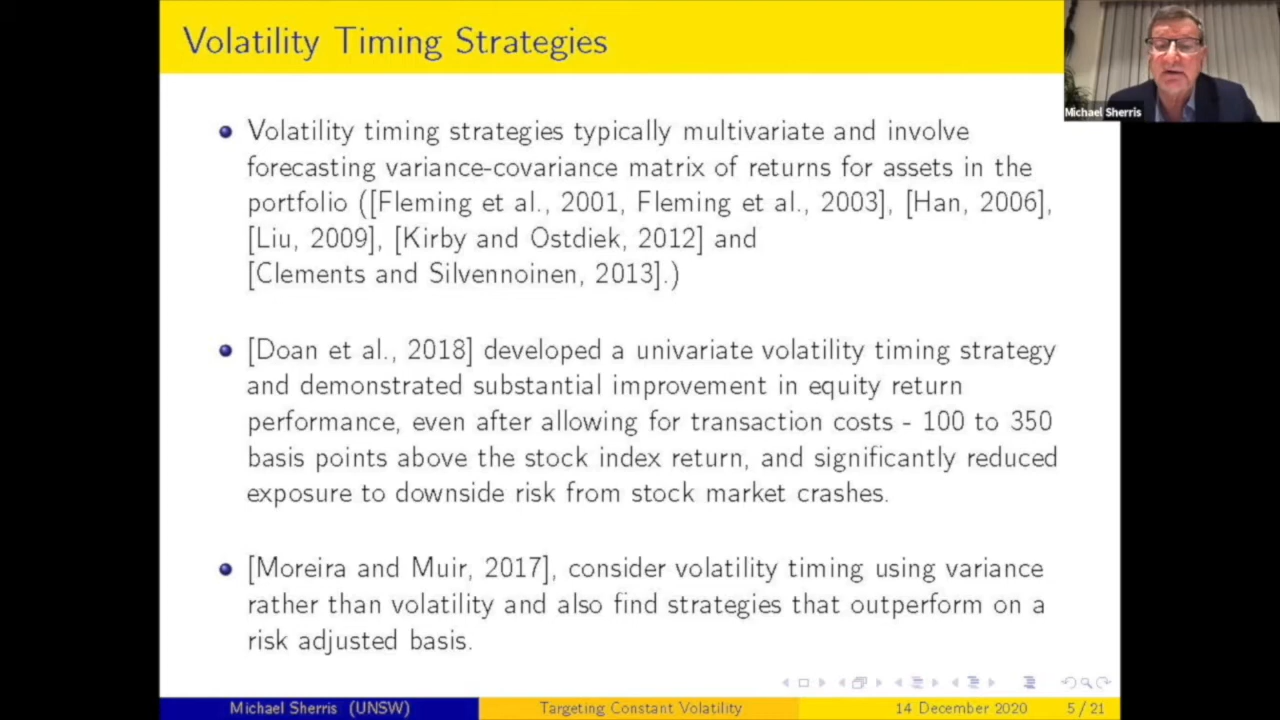 Volatility Timing Strategies
Michael Sherris
Volatility timing strategies typically multivariate and involve
forecasting variance-covariance matrix of returns for assets in the
portfolio ([Fleming et al., 2001, Fleming et al., 2003], [Han, 2006],
[Liu, 2009], [Kirby and Ostdiek, 2012] and
[Clements and Silvennoinen, 2013].)
[Doan et al., 2018] developed a univariate volatility timing strategy
and demonstrated substantial improvement in equity return
performance, even after allowing for transaction costs - 100 to 350
basis points above the stock index return, and significantly reduced
exposure to downside risk from stock market crashes.
[Moreira and Muir, 2017], consider volatility timing using variance
rather than volatility and also find strategies that outperform on a
risk adjusted basis.
Michael Sherris (UNSW)
Targeting Constant Volatility
14 December 2020
5 / 21